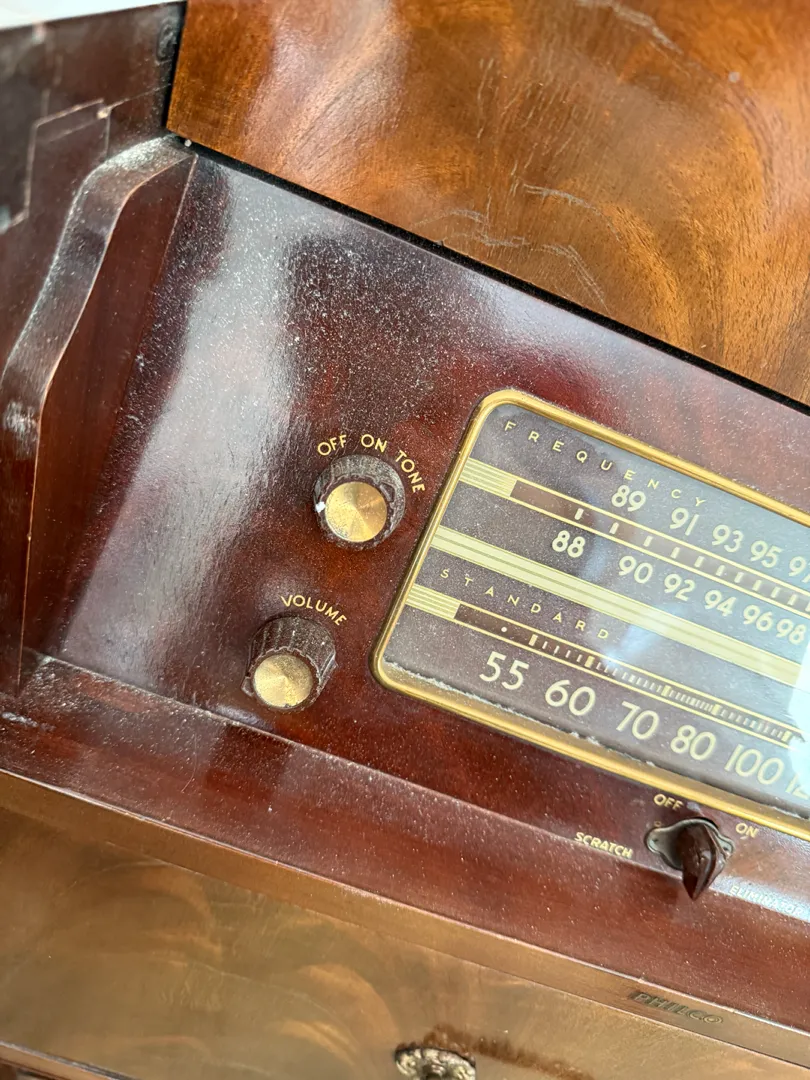 OFF ON TONE
VOLUME
FREQUENCY
89 91 93 95
88 90 92 94 96 98
STANDARD
55 60 70 80 100
OFF
ON
SCRATCH
PHILCO